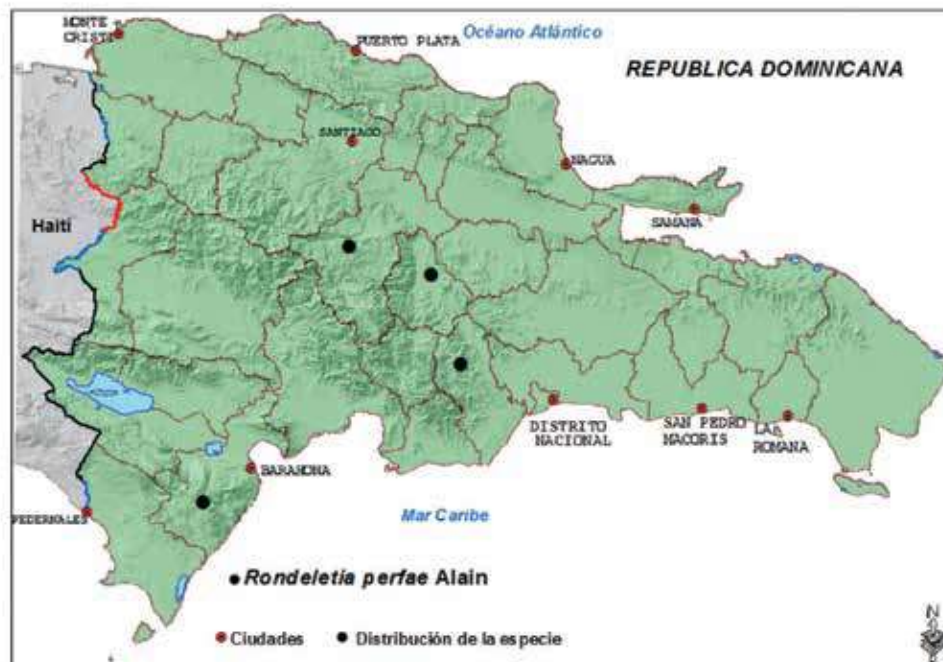 MONTE
CRISTI
PUERTO PLATA
Océano Atlántico
REPUBLICA DOMINICANA
SANTIAGO
NAGUA
SAMANA
Haití
DISTRITO
NACIONAL
SAN PEDRO
MACORIS
LA
ROMANA
BARAHONA
PEDERNALES
Mar Caribe
Rondeletia perfae Alain
Ciudades
Distribución de la especie
N